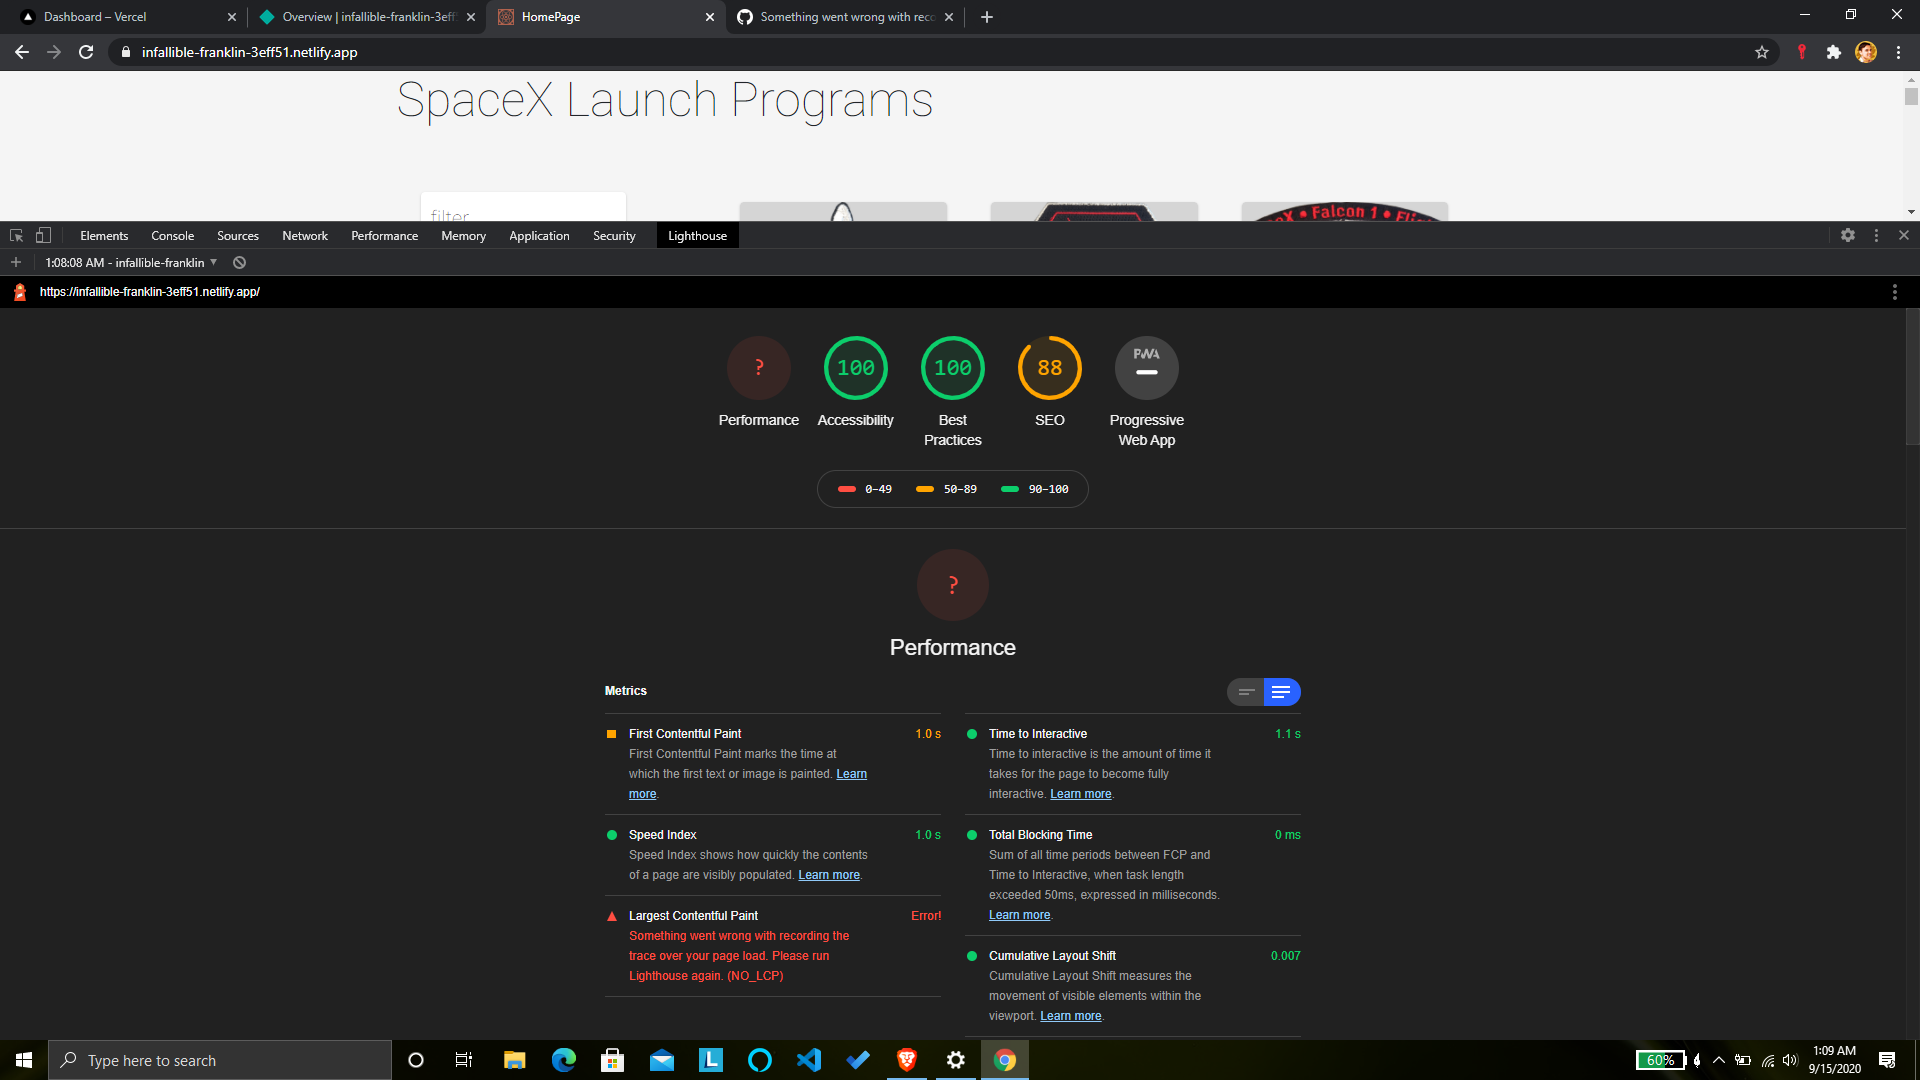 Dashboard – Vercel
Overview | infallible-franklin-3eff5
HomePage
Something went wrong with reco
infallible-franklin-3eff51.netlify.app
SpaceX Launch Programs
filter
eX • Falcon 1 • Fli
Elements
Console
Sources
Network
Performance
Memory
Application
Security
Lighthouse
1:08:08 AM - infallible-franklin
https://infallible-franklin-3eff51.netlify.app/
?
100
100
88
PWA
Performance
Accessibility
Best
Practices
SEO
Progressive
Web App
0–49
50–89
90–100
?
Performance
Metrics
First Contentful Paint
1.0 s
First Contentful Paint marks the time at
which the first text or image is painted. Learn
more.
Speed Index
1.0 s
Speed Index shows how quickly the contents
of a page are visibly populated. Learn more.
Largest Contentful Paint
Error!
Something went wrong with recording the
trace over your page load. Please run
Lighthouse again. (NO_LCP)
Time to Interactive
1.1 s
Time to interactive is the amount of time it
takes for the page to become fully
interactive. Learn more.
Total Blocking Time
0 ms
Sum of all time periods between FCP and
Time to Interactive, when task length
exceeded 50ms, expressed in milliseconds.
Learn more.
Cumulative Layout Shift
0.007
Cumulative Layout Shift measures the
movement of visible elements within the
viewport. Learn more.
Type here to search
L
60%
1:09 AM
9/15/2020